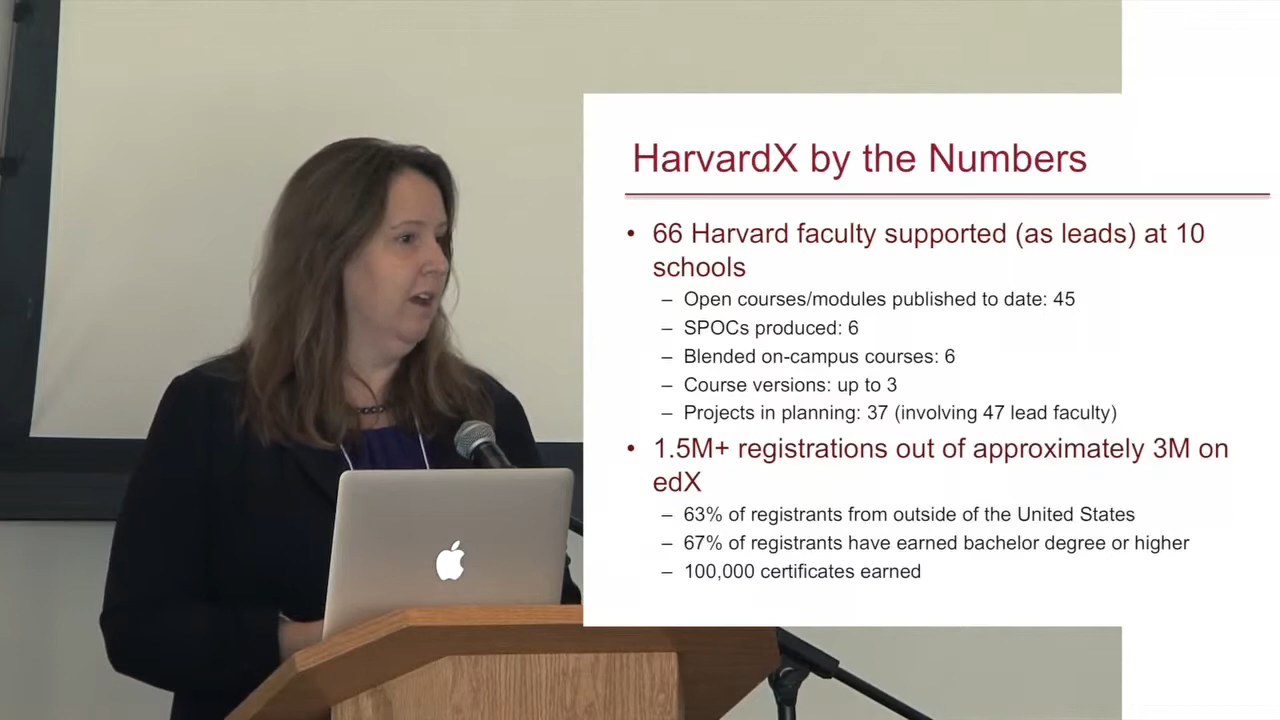 HarvardX by the Numbers
• 66 Harvard faculty supported (as leads) at 10
schools
– Open courses/modules published to date: 45
– SPOCs produced: 6
– Blended on-campus courses: 6
– Course versions: up to 3
– Projects in planning: 37 (involving 47 lead faculty)
• 1.5M+ registrations out of approximately 3M on
edX
– 63% of registrants from outside of the United States
– 67% of registrants have earned bachelor degree or higher
– 100,000 certificates earned